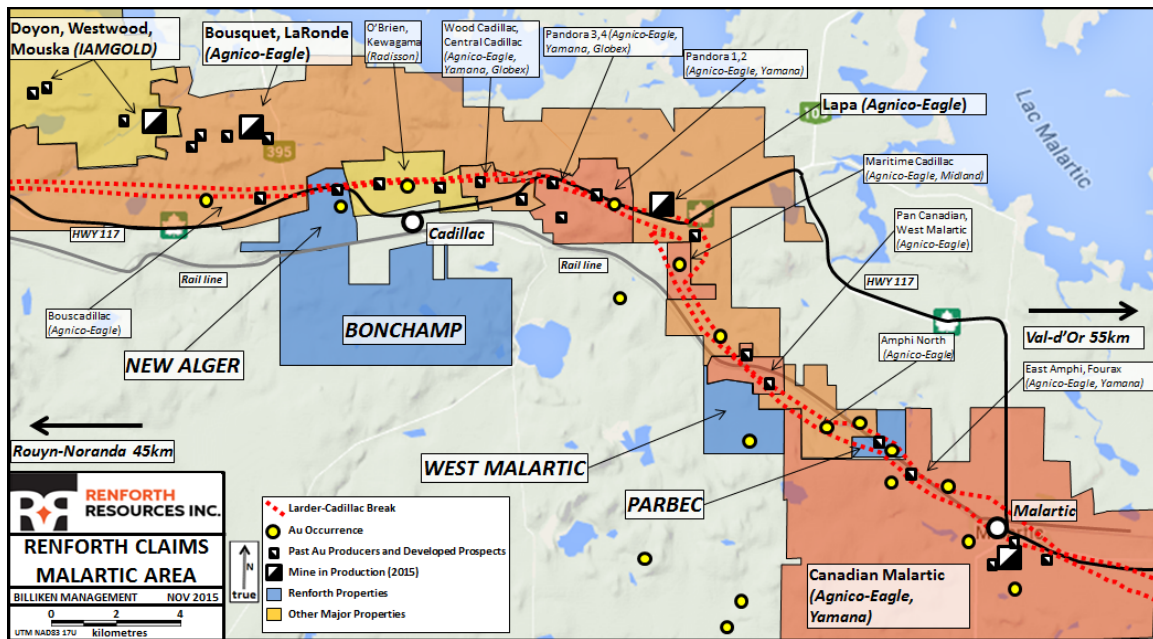 Doyon, Westwood,
Mouska (IAMGOLD)
Bousquet, LaRonde
(Agnico-Eagle)
O'Brien,
Kewagama
(Radisson)
Wood Cadillac,
Central Cadillac
(Agnico-Eagle,
Yamana, Globex)
Pandora 3,4 (Agnico-Eagle,
Yamana, Globex)
Pandora 1,2
(Agnico-Eagle, Yamana)
Lapa (Agnico-Eagle)
109
Lac Malartic
395
Maritime Cadillac
(Agnico-Eagle, Midland)
Pan Canadian,
West Malartic
(Agnico-Eagle)
HWY 117
Cadillac
Rail line
Rail line
HWY 117
Bouscadillac
(Agnico-Eagle)
BONCHAMP
NEW ALGER
Amphi North
(Agnico-Eagle)
Val-d'Or 55km
East Amphi, Fourax
(Agnico-Eagle, Yamana)
Rouyn-Noranda 45km
WEST MALARTIC
PARBEC
Malartic
Malartic
Canadian Malartic
(Agnico-Eagle,
Yamana)
RENFORTH
RESOURCES INC.
RENFORTH CLAIMS
MALARTIC AREA
BILLIKEN MANAGEMENT NOV 2015
0 2 4
UTM NAD83 17U kilometres
N
true
Larder-Cadillac Break
Au Occurrence
Past Au Producers and Developed Prospects
Mine in Production (2015)
Renforth Properties
Other Major Properties